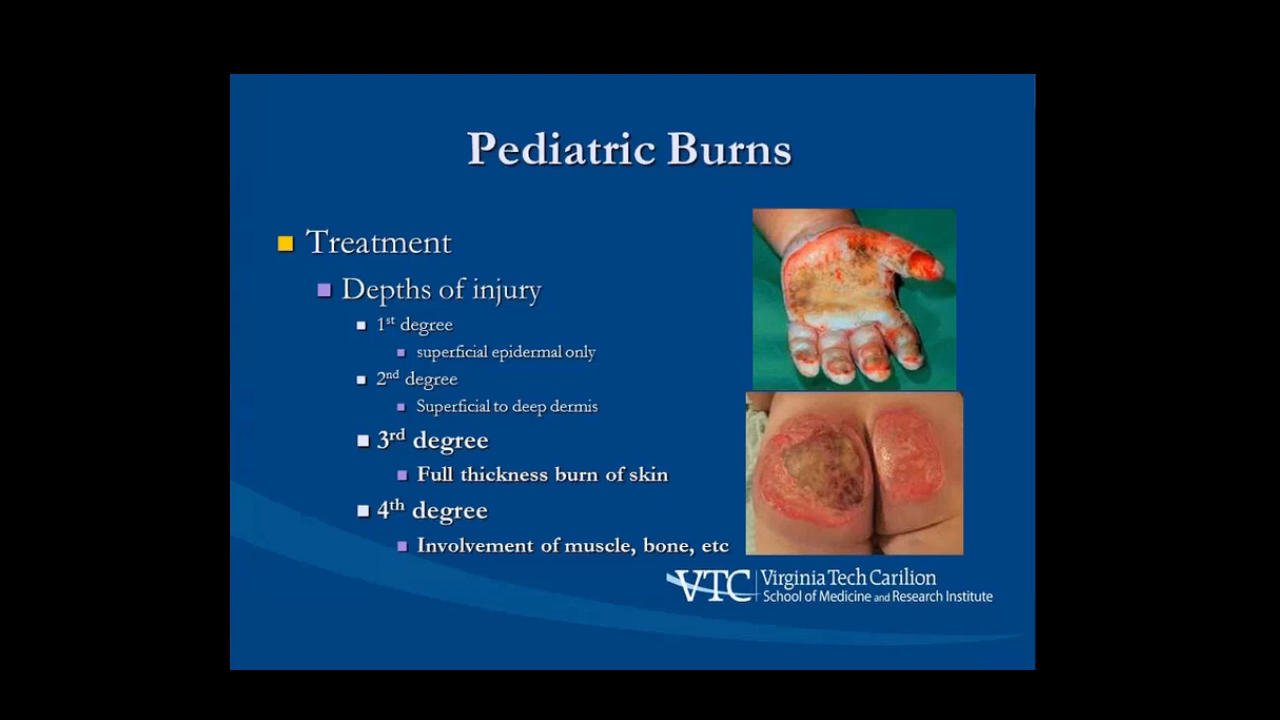 Pediatric Burns
Treatment
Depths of injury
1st degree
superficial epidermal only
2nd degree
Superficial to deep dermis
3rd degree
Full thickness burn of skin
4th degree
Involvement of muscle, bone, etc
VTC Virginia Tech Carilion
School of Medicine and Research Institute